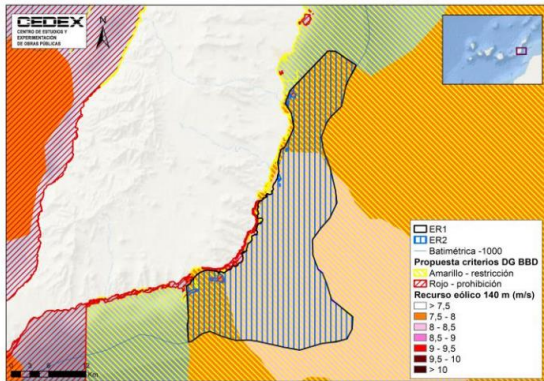 CEDEX
CENTRO DE ESTUDIOS Y
EXPERIMENTACIÓN
DE OBRAS PÚBLICAS
N
ER1
ER2
Batimétrica -1000
Propuesta criterios DG BBD
Amarillo - restricción
Rojo - prohibición
Recurso eólico 140 m (m/s)
> 7,5
7,5 - 8
8 - 8,5
8,5 - 9
9 - 9,5
9,5 - 10
> 10
Km